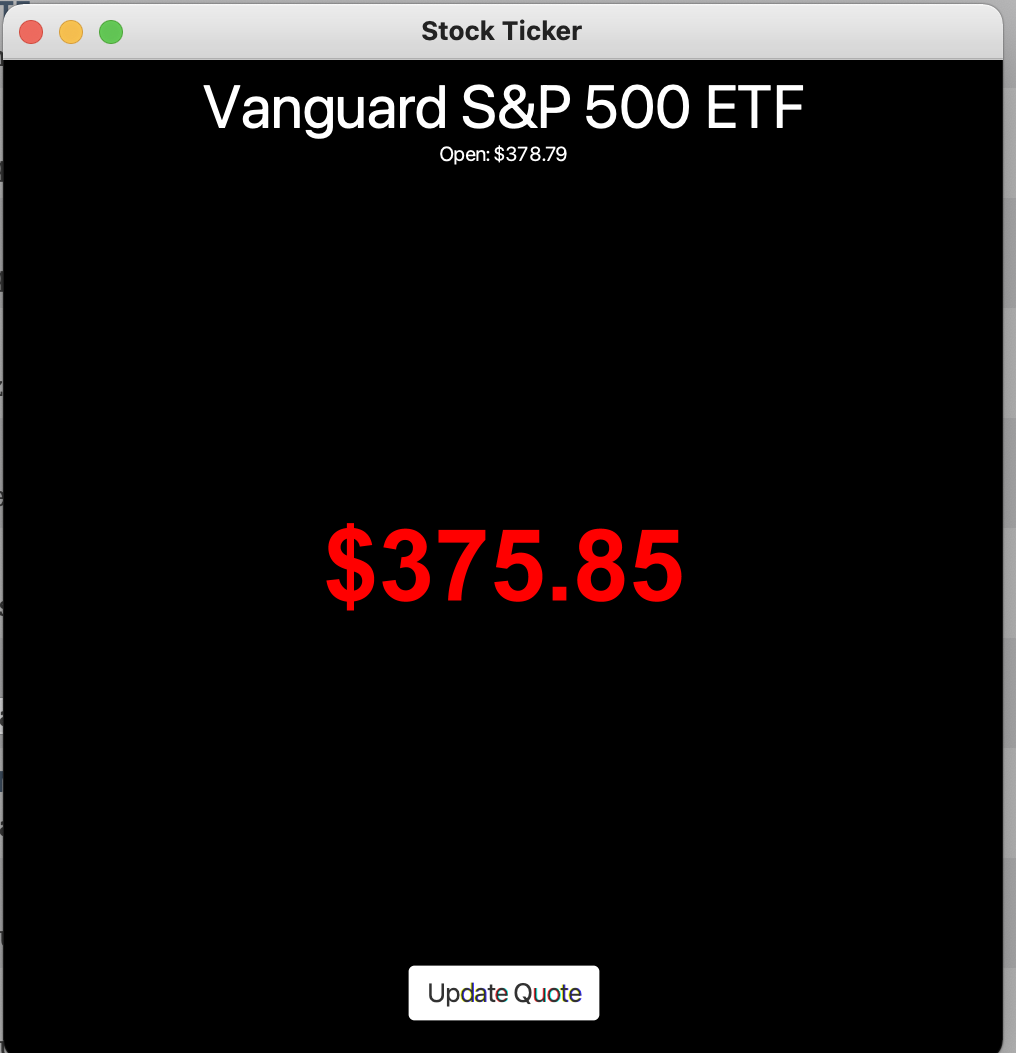 Stock Ticker
Vanguard S&P 500 ETF
Open: $378.79
$375.85
Update Quote